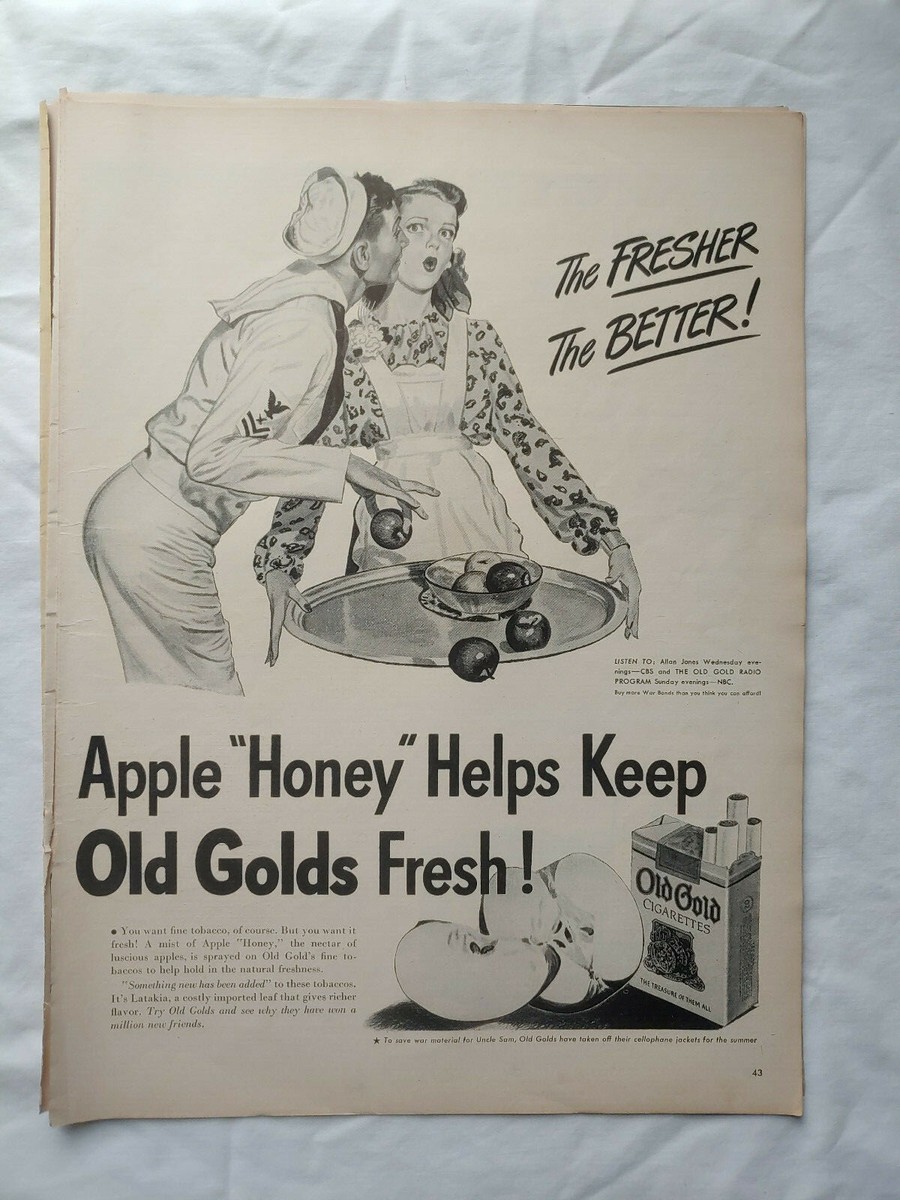 The FRESHER
The BETTER!
LISTEN TO: Allan Jones Wednesday eve-
nings—CBS and THE OLD GOLD RADIO
PROGRAM Sunday evenings—NBC.
Buy more War Bonds than you think you can afford!
Apple "Honey" Helps Keep
Old Golds Fresh!
• You want fine tobacco, of course. But you want it
fresh! A mist of Apple "Honey," the nectar of
luscious apples, is sprayed on Old Gold's fine to-
baccos to help hold in the natural freshness.
"Something new has been added" to these tobaccos.
It's Latakia, a costly imported leaf that gives richer
flavor. Try Old Golds and see why they have won a
million new friends.
Old Gold
CIGARETTES
THE TREASURE OF THEM ALL
★ To save war material for Uncle Sam, Old Golds have taken off their cellophane jackets for the summer
43